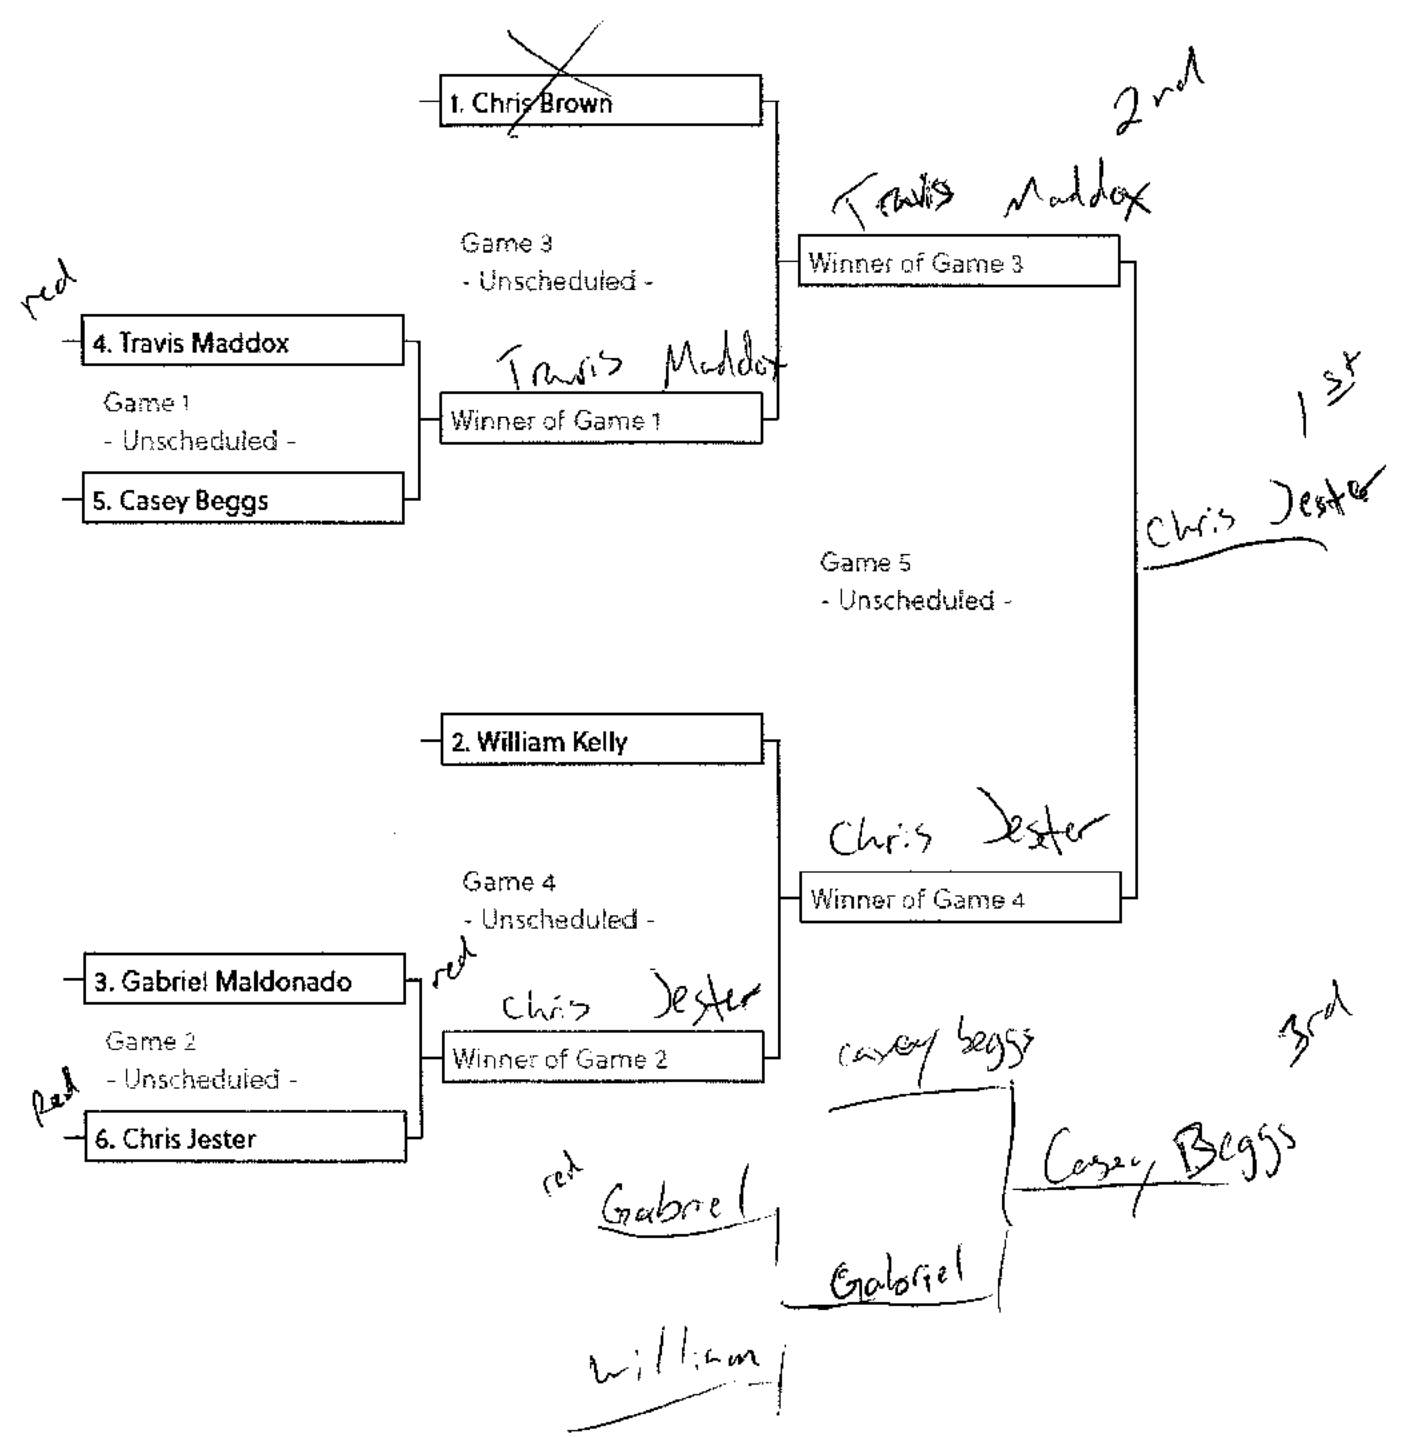 1. Chris Brown
2nd
Travis Maddox
Game 3
- Unscheduled -
Winner of Game 3
red
4. Travis Maddox
Travis Maddox
Game 1
- Unscheduled -
Winner of Game 1
1st
5. Casey Beggs
Chris Jester
Game 5
- Unscheduled -
2. William Kelly
Chris Jester
Game 4
- Unscheduled -
Winner of Game 4
red
3. Gabriel Maldonado
Chris Jester
Game 2
- Unscheduled -
Winner of Game 2
casey beggs
3rd
Red
6. Chris Jester
Casey Beggs
red
Gabriel
Gabriel
william